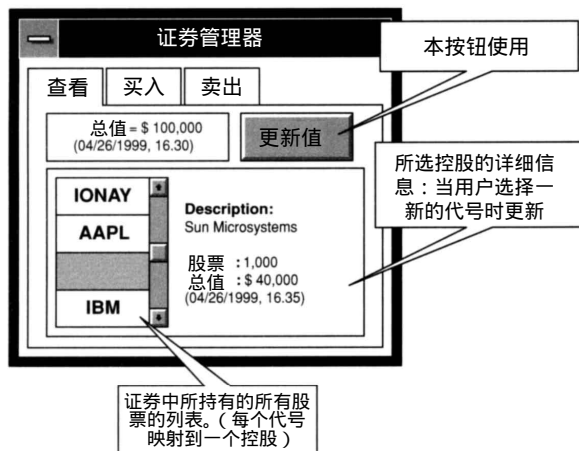 证券管理器
本按钮使用
查看 买入 卖出
总值 = $ 100,000
(04/26/1999, 16.30)
更新值
所选控股的详细信
息：当用户选择一
新的代号时更新
IONAY
AAPL
IBM
Description:
Sun Microsystems
股票 : 1,000
总值 : $ 40,000
(04/26/1999, 16.35)
证券中所持有的所有股
票的列表。（每个代号
映射到一个控股）